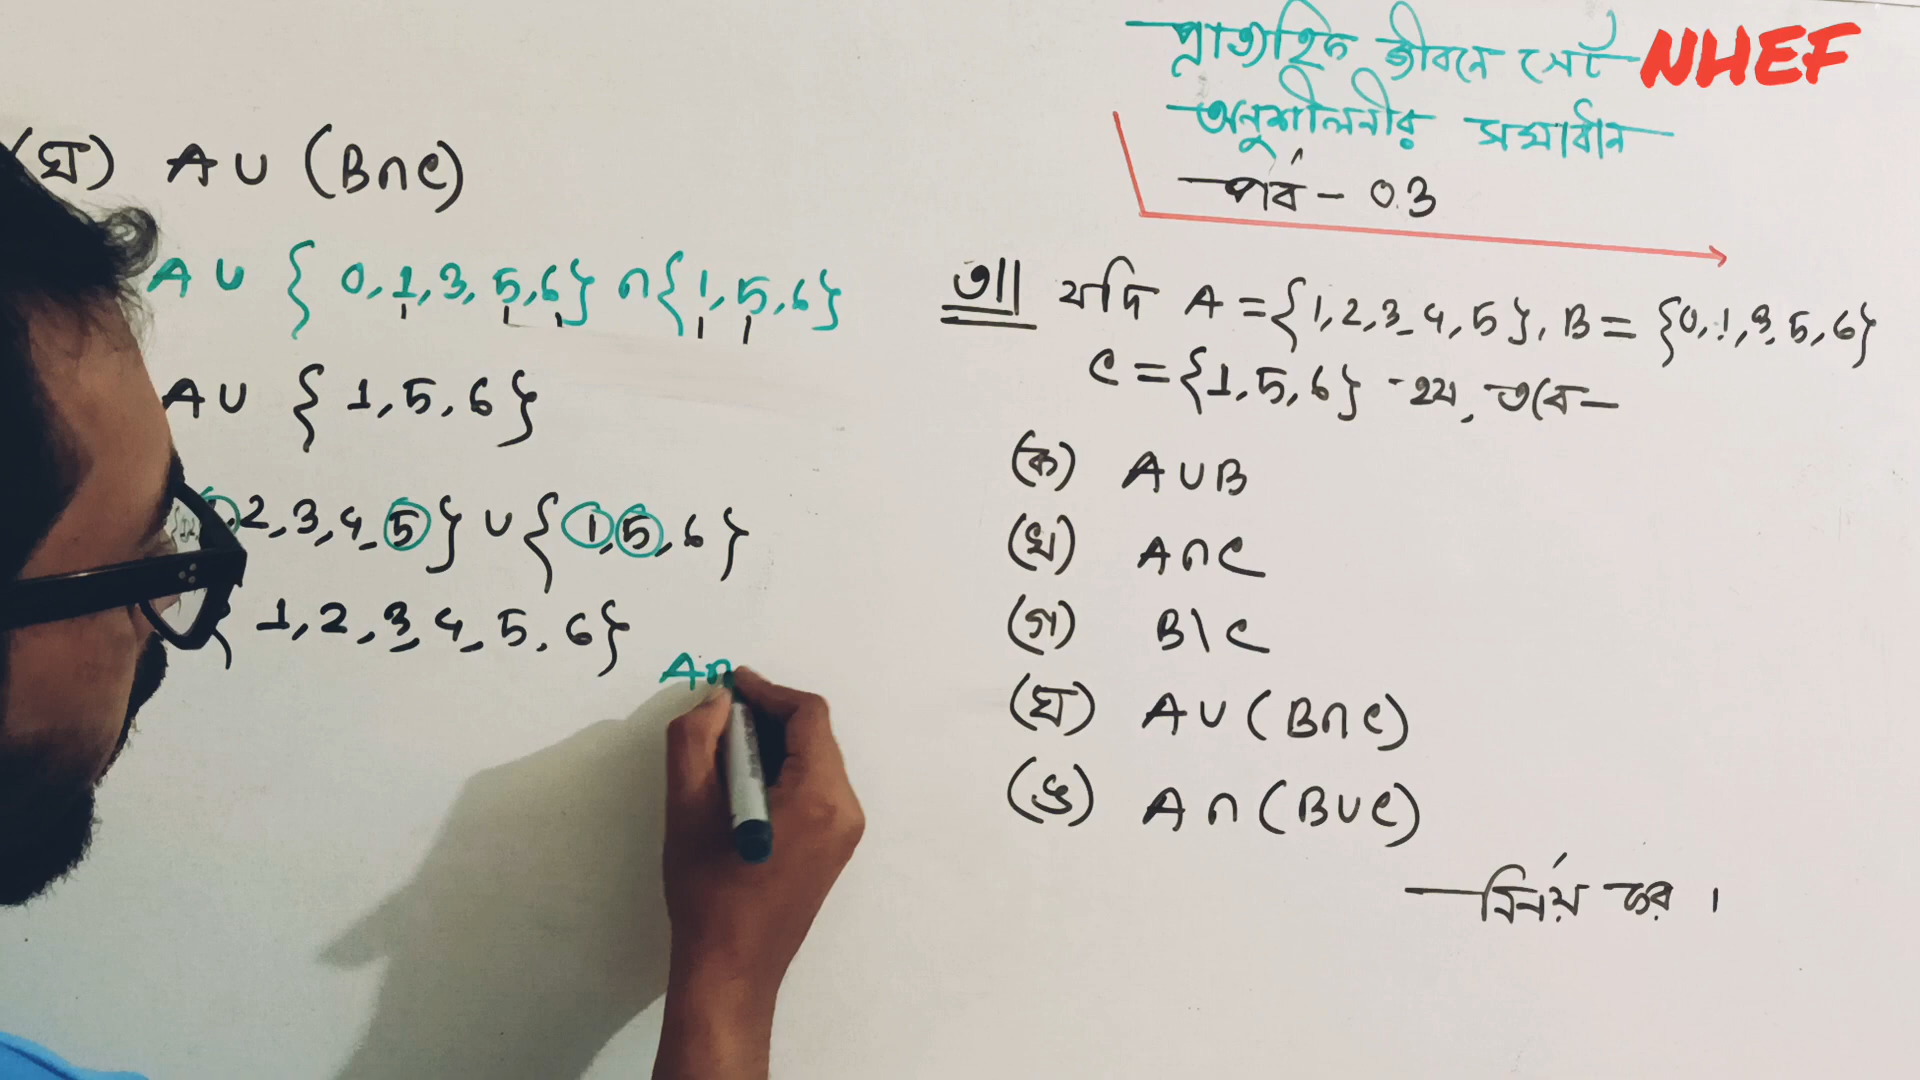 প্রাত্যহিক জীবনে সেট NHEF
অনুশীলনীর সমাধান
পর্ব - 03
(ঘ) A ∪ (B∩C)
A ∪ { 0, 1, 3, 5, 6} ∩ {1, 5, 6}
A ∪ { 1, 5, 6 }
2, 3, 4, 5 } ∪ { 1, 5, 6 }
{ 1, 2, 3, 4, 5, 6}
An
৩॥ যদি A = {1, 2, 3, 4, 5}, B = {0, 1, 3, 5, 6}
C = {1, 5, 6} হয়, তবে—
(ক) A∪B
(খ) A∩C
(গ) B\C
(ঘ) A∪(B∩C)
(ঙ) A∩(B∪C)
নির্নয় কর ।